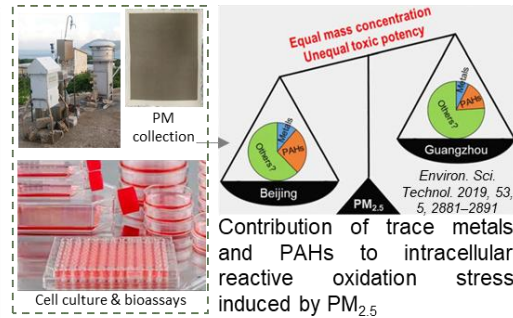 PM
collection
Cell culture & bioassays
Equal mass concentration
Unequal toxic potency
Metals
PAHs
Others?
Beijing
Metals
PAHs
Others?
Guangzhou
PM2.5
Environ. Sci.
Technol. 2019, 53,
5, 2881–2891
Contribution of trace metals
and PAHs to intracellular
reactive oxidation stress
induced by PM2.5